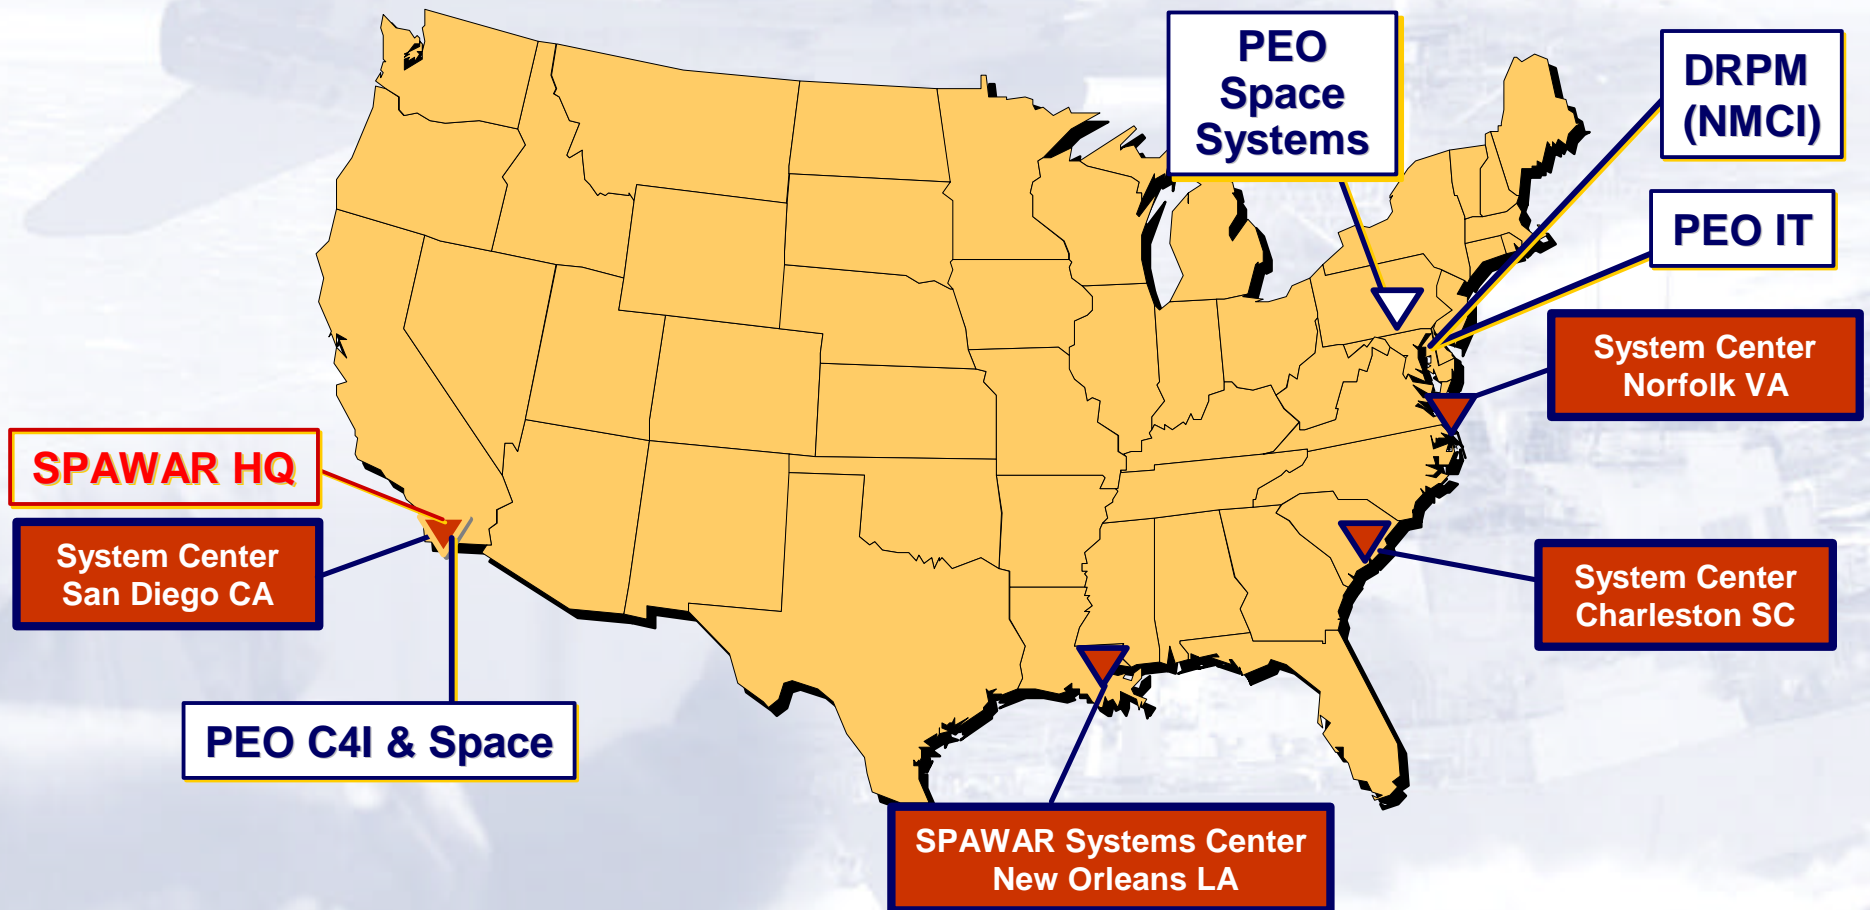 PEO
Space
Systems
DRPM
(NMCI)
PEO IT
System Center
Norfolk VA
SPAWAR HQ
System Center
San Diego CA
System Center
Charleston SC
PEO C4I & Space
SPAWAR Systems Center
New Orleans LA